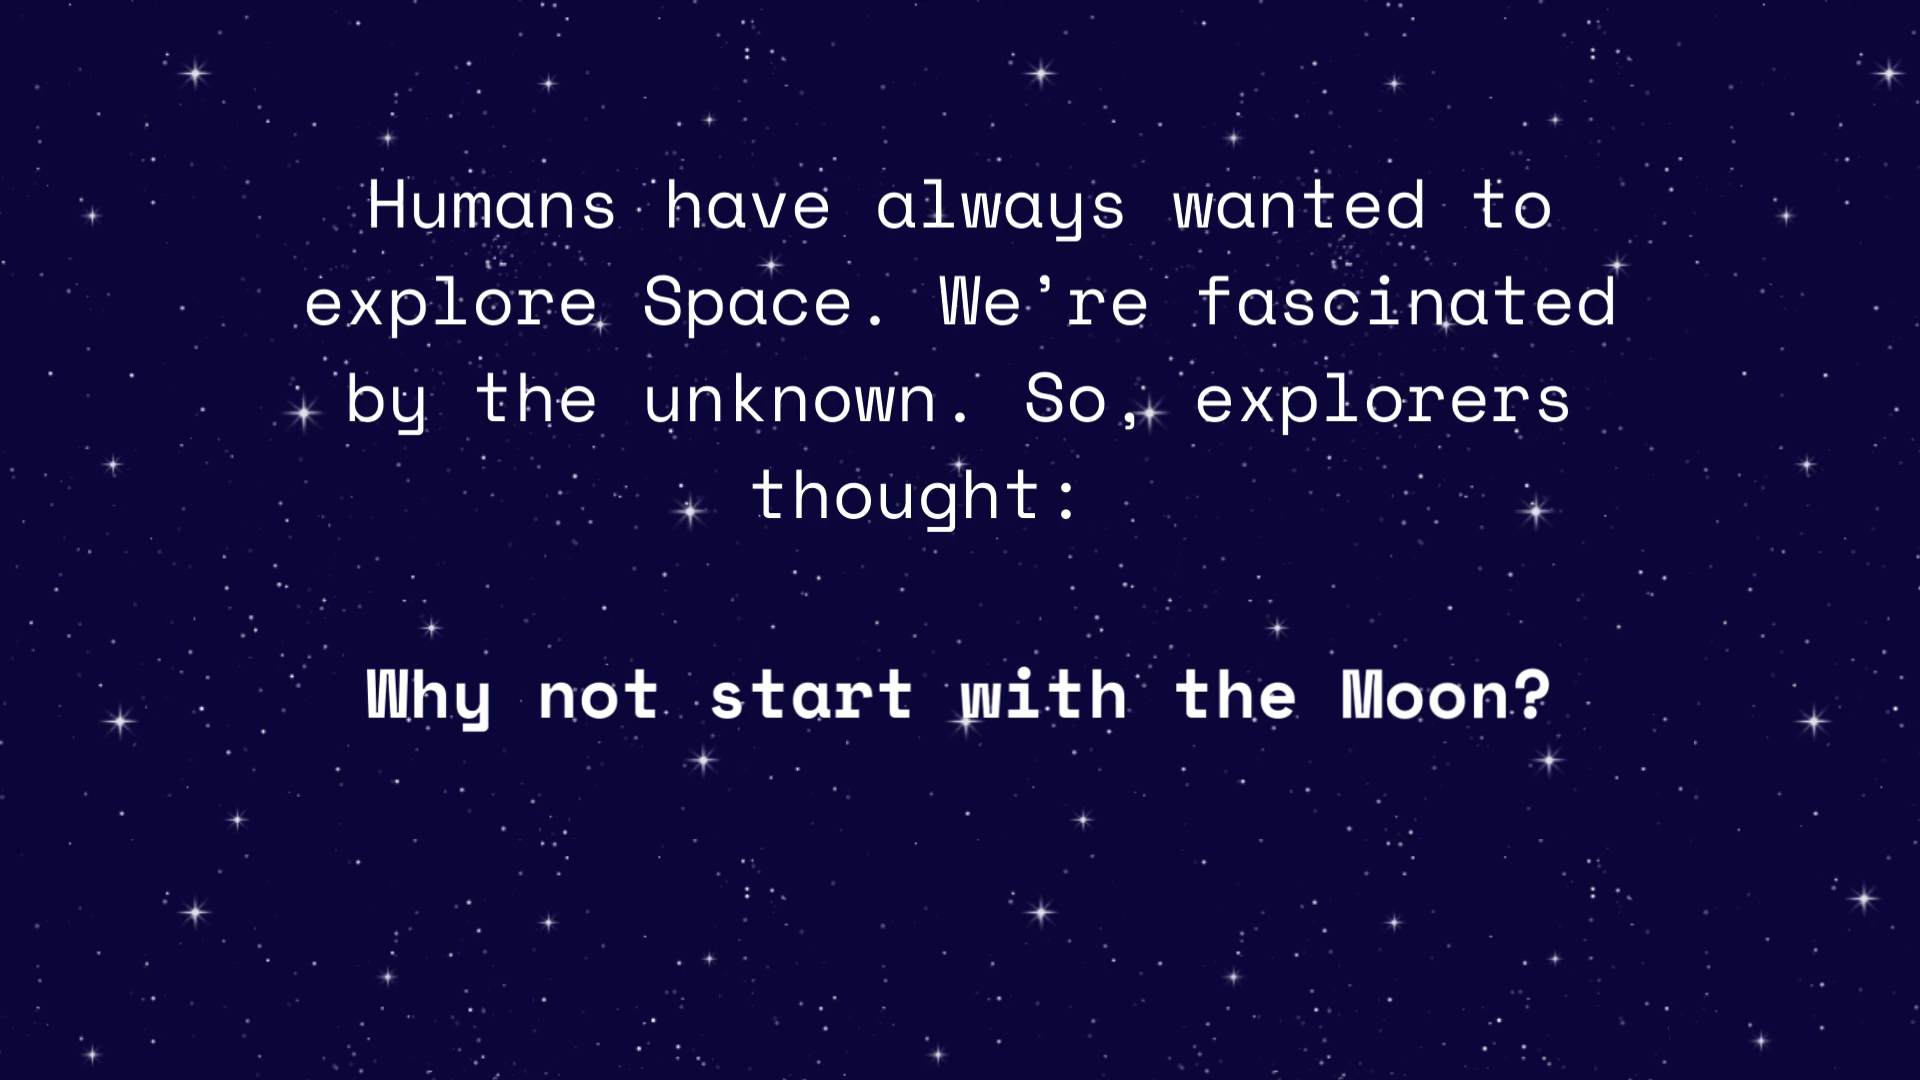 Humans have always wanted to
explore Space. We’re fascinated
by the unknown. So, explorers
thought:
Why not start with the Moon?